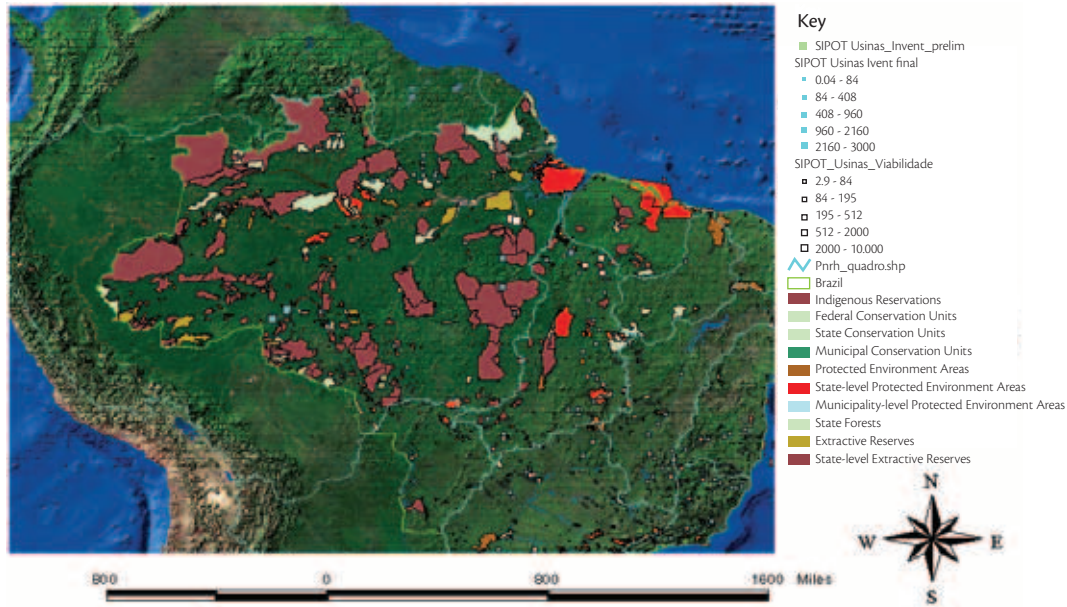 Key
SIPOT Usinas_Invent_prelim
SIPOT Usinas Ivent final
0.04 - 84
84 - 408
408 - 960
960 - 2160
2160 - 3000
SIPOT_Usinas_Viabilidade
2.9 - 84
84 - 195
195 - 512
512 - 2000
2000 - 10.000
Pnrh_quadro.shp
Brazil
Indigenous Reservations
Federal Conservation Units
State Conservation Units
Municipal Conservation Units
Protected Environment Areas
State-level Protected Environment Areas
Municipality-level Protected Environment Areas
State Forests
Extractive Reserves
State-level Extractive Reserves
N
W E
S
800 0 800 1600 Miles